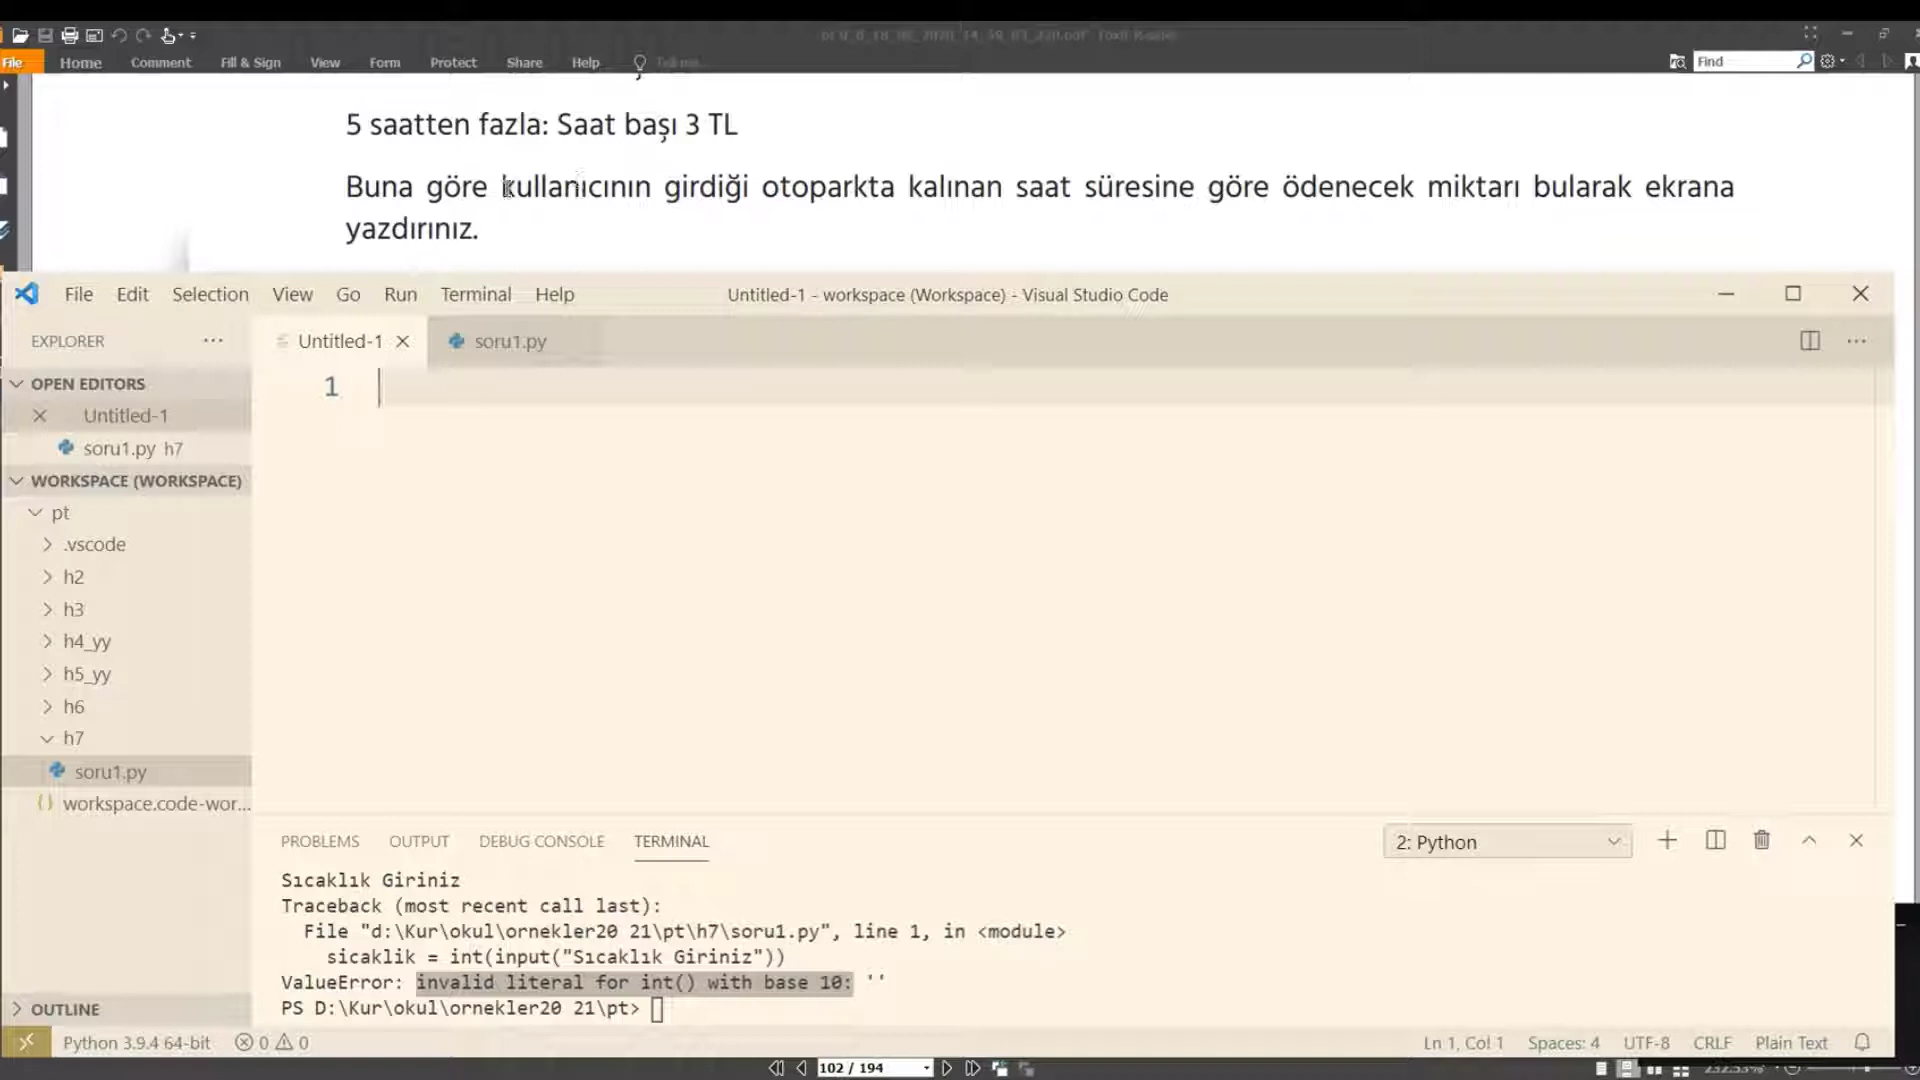 File Home Comment Fill & Sign View Form Protect Share Help
Find
5 saatten fazla: Saat başı 3 TL
Buna göre kullanıcının girdiği otoparkta kalınan saat süresine göre ödenecek miktarı bularak ekrana
yazdırınız.
File Edit Selection View Go Run Terminal Help
Untitled-1 - workspace (Workspace) - Visual Studio Code
EXPLORER
Untitled-1
soru1.py
OPEN EDITORS
1
Untitled-1
soru1.py h7
WORKSPACE (WORKSPACE)
pt
.vscode
h2
h3
h4_yy
h5_yy
h6
h7
soru1.py
workspace.code-wor...
PROBLEMS OUTPUT DEBUG CONSOLE TERMINAL
2: Python
Sıcaklık Giriniz
Traceback (most recent call last):
File "d:\Kur\okul\ornekler20 21\pt\h7\soru1.py", line 1, in <module>
sicaklik = int(input("Sıcaklık Giriniz"))
ValueError: invalid literal for int() with base 10: ''
PS D:\Kur\okul\ornekler20 21\pt>
OUTLINE
Python 3.9.4 64-bit 0 0
Ln 1, Col 1 Spaces: 4 UTF-8 CRLF Plain Text
102 / 194